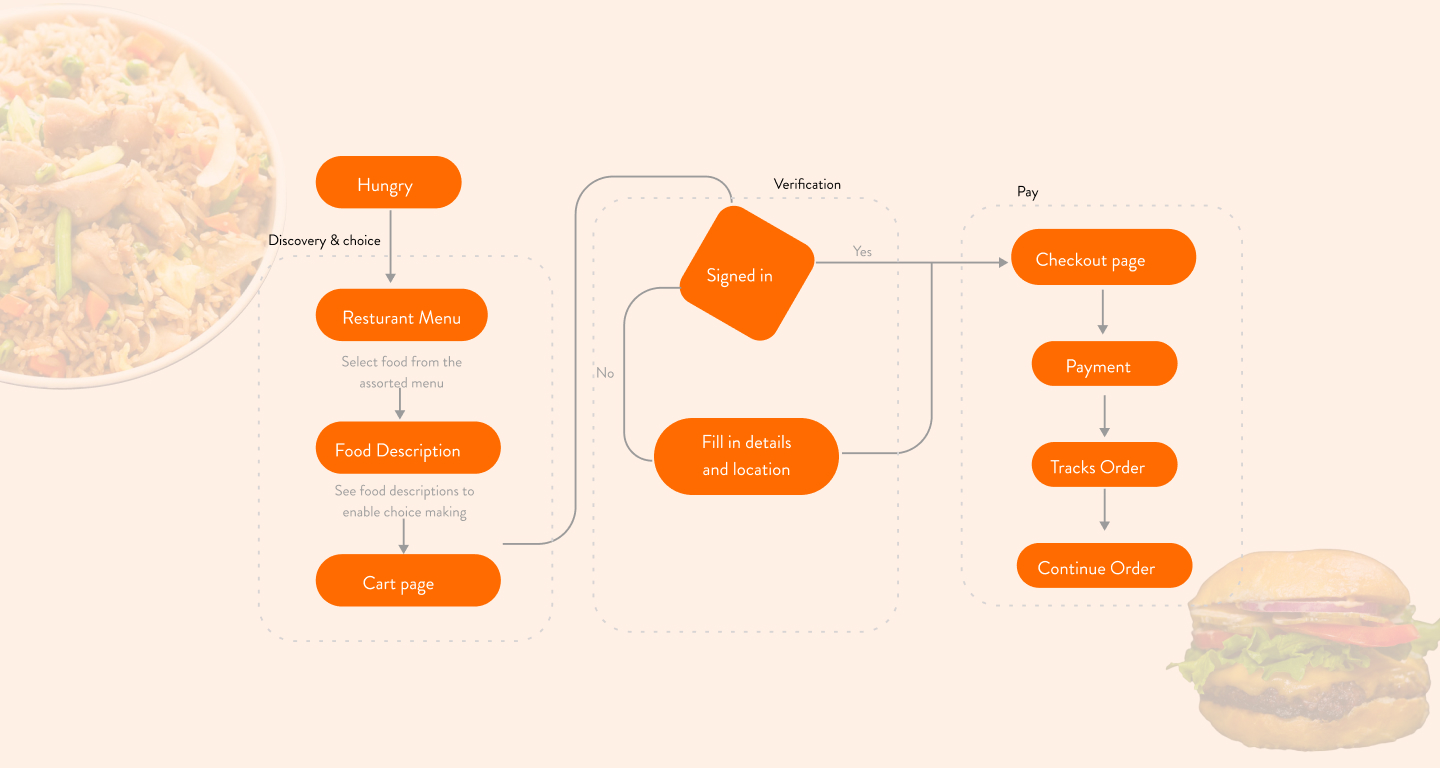 Hungry
Discovery & choice
Resturant Menu
Select food from the
assorted menu
Food Description
See food descriptions to
enable choice making
Cart page
Verification
Signed in
Yes
No
Fill in details
and location
Pay
Checkout page
Payment
Tracks Order
Continue Order